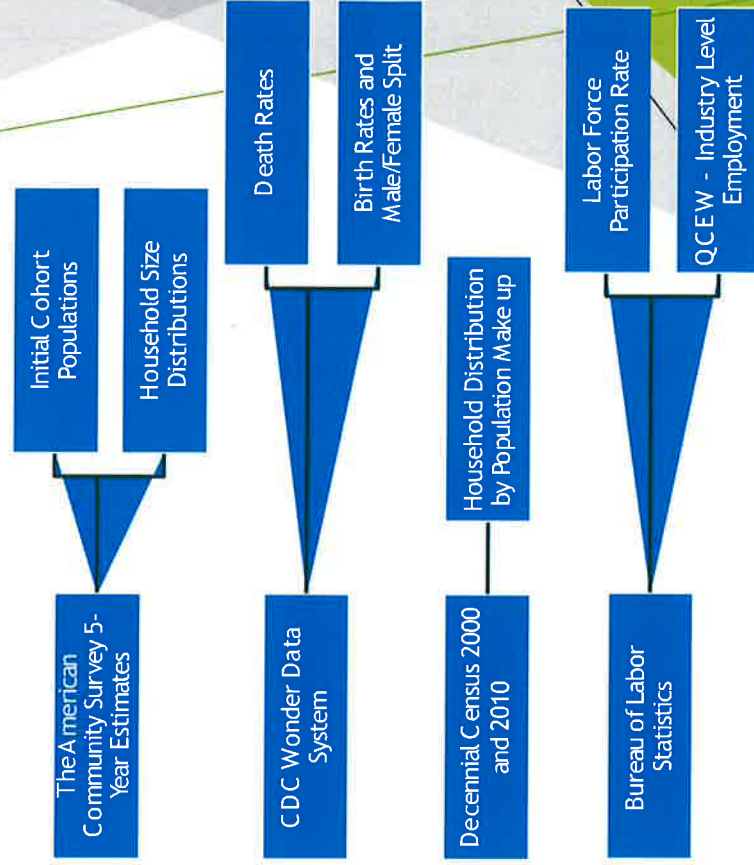 The American
Community Survey 5-
Year Estimates
Initial Cohort
Populations
Household Size
Distributions
CDC Wonder Data
System
Death Rates
Birth Rates and
Male/Female Split
Decennial Census 2000
and 2010
Household Distribution
by Population Make up
Bureau of Labor
Statistics
Labor Force
Participation Rate
QCEW - Industry Level
Employment